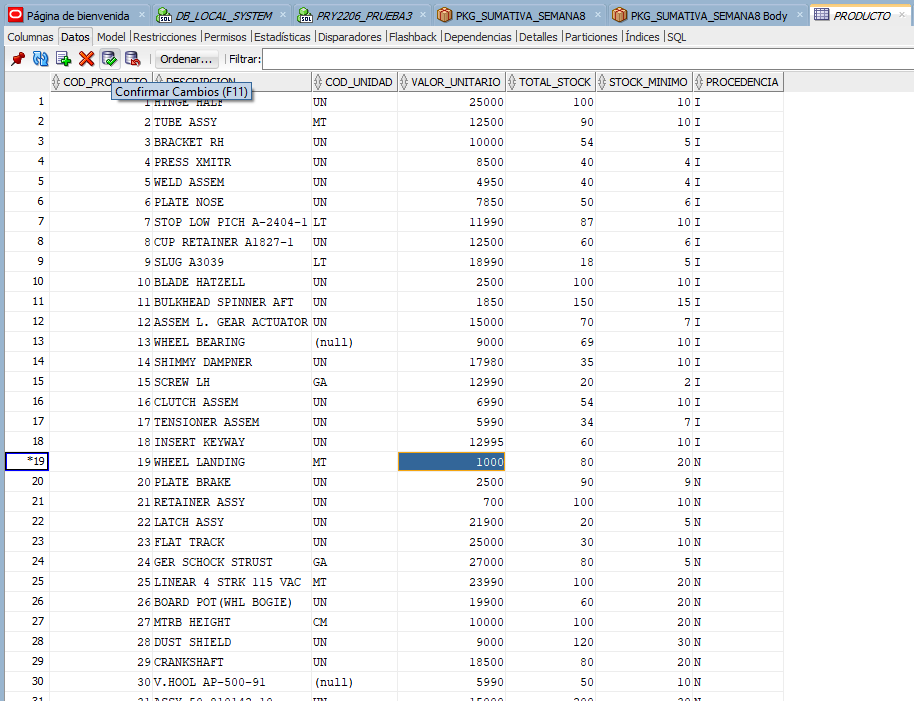 Página de bienvenida DB_LOCAL_SYSTEM PRY2206_PRUEBA3 PKG_SUMATIVA_SEMANA8 PKG_SUMATIVA_SEMANA8 Body PRODUCTO
Columnas Datos Model Restricciones Permisos Estadísticas Disparadores Flashback Dependencias Detalles Particiones Índices SQL
Ordenar... Filtrar:
COD_PRODUCTO DESCRIPCION COD_UNIDAD VALOR_UNITARIO TOTAL_STOCK STOCK_MINIMO PROCEDENCIA
Confirmar Cambios (F11)
1 1 HINGE HALF UN 25000 100 10 I
2 2 TUBE ASSY MT 12500 90 10 I
3 3 BRACKET RH UN 10000 54 5 I
4 4 PRESS XMITR UN 8500 40 4 I
5 5 WELD ASSEM UN 4950 40 4 I
6 6 PLATE NOSE UN 7850 50 6 I
7 7 STOP LOW PICH A-2404-1 LT 11990 87 10 I
8 8 CUP RETAINER A1827-1 UN 12500 60 6 I
9 9 SLUG A3039 LT 18990 18 5 I
10 10 BLADE HATZELL UN 2500 100 10 I
11 11 BULKHEAD SPINNER AFT UN 1850 150 15 I
12 12 ASSEM L. GEAR ACTUATOR UN 15000 70 7 I
13 13 WHEEL BEARING (null) 9000 69 10 I
14 14 SHIMMY DAMPNER UN 17980 35 10 I
15 15 SCREW LH GA 12990 20 2 I
16 16 CLUTCH ASSEM UN 6990 54 10 I
17 17 TENSIONER ASSEM UN 5990 34 7 I
18 18 INSERT KEYWAY UN 12995 60 10 I
*19 19 WHEEL LANDING MT 1000 80 20 N
20 20 PLATE BRAKE UN 2500 90 9 N
21 21 RETAINER ASSY UN 700 100 10 N
22 22 LATCH ASSY UN 21900 20 5 N
23 23 FLAT TRACK UN 25000 30 10 N
24 24 GER SCHOCK STRUST GA 27000 80 5 N
25 25 LINEAR 4 STRK 115 VAC MT 23990 100 20 N
26 26 BOARD POT(WHL BOGIE) UN 19900 60 20 N
27 27 MTRB HEIGHT CM 10000 100 20 N
28 28 DUST SHIELD UN 9000 120 30 N
29 29 CRANKSHAFT UN 18500 80 20 N
30 30 V.HOOL AP-500-91 (null) 5990 50 10 N